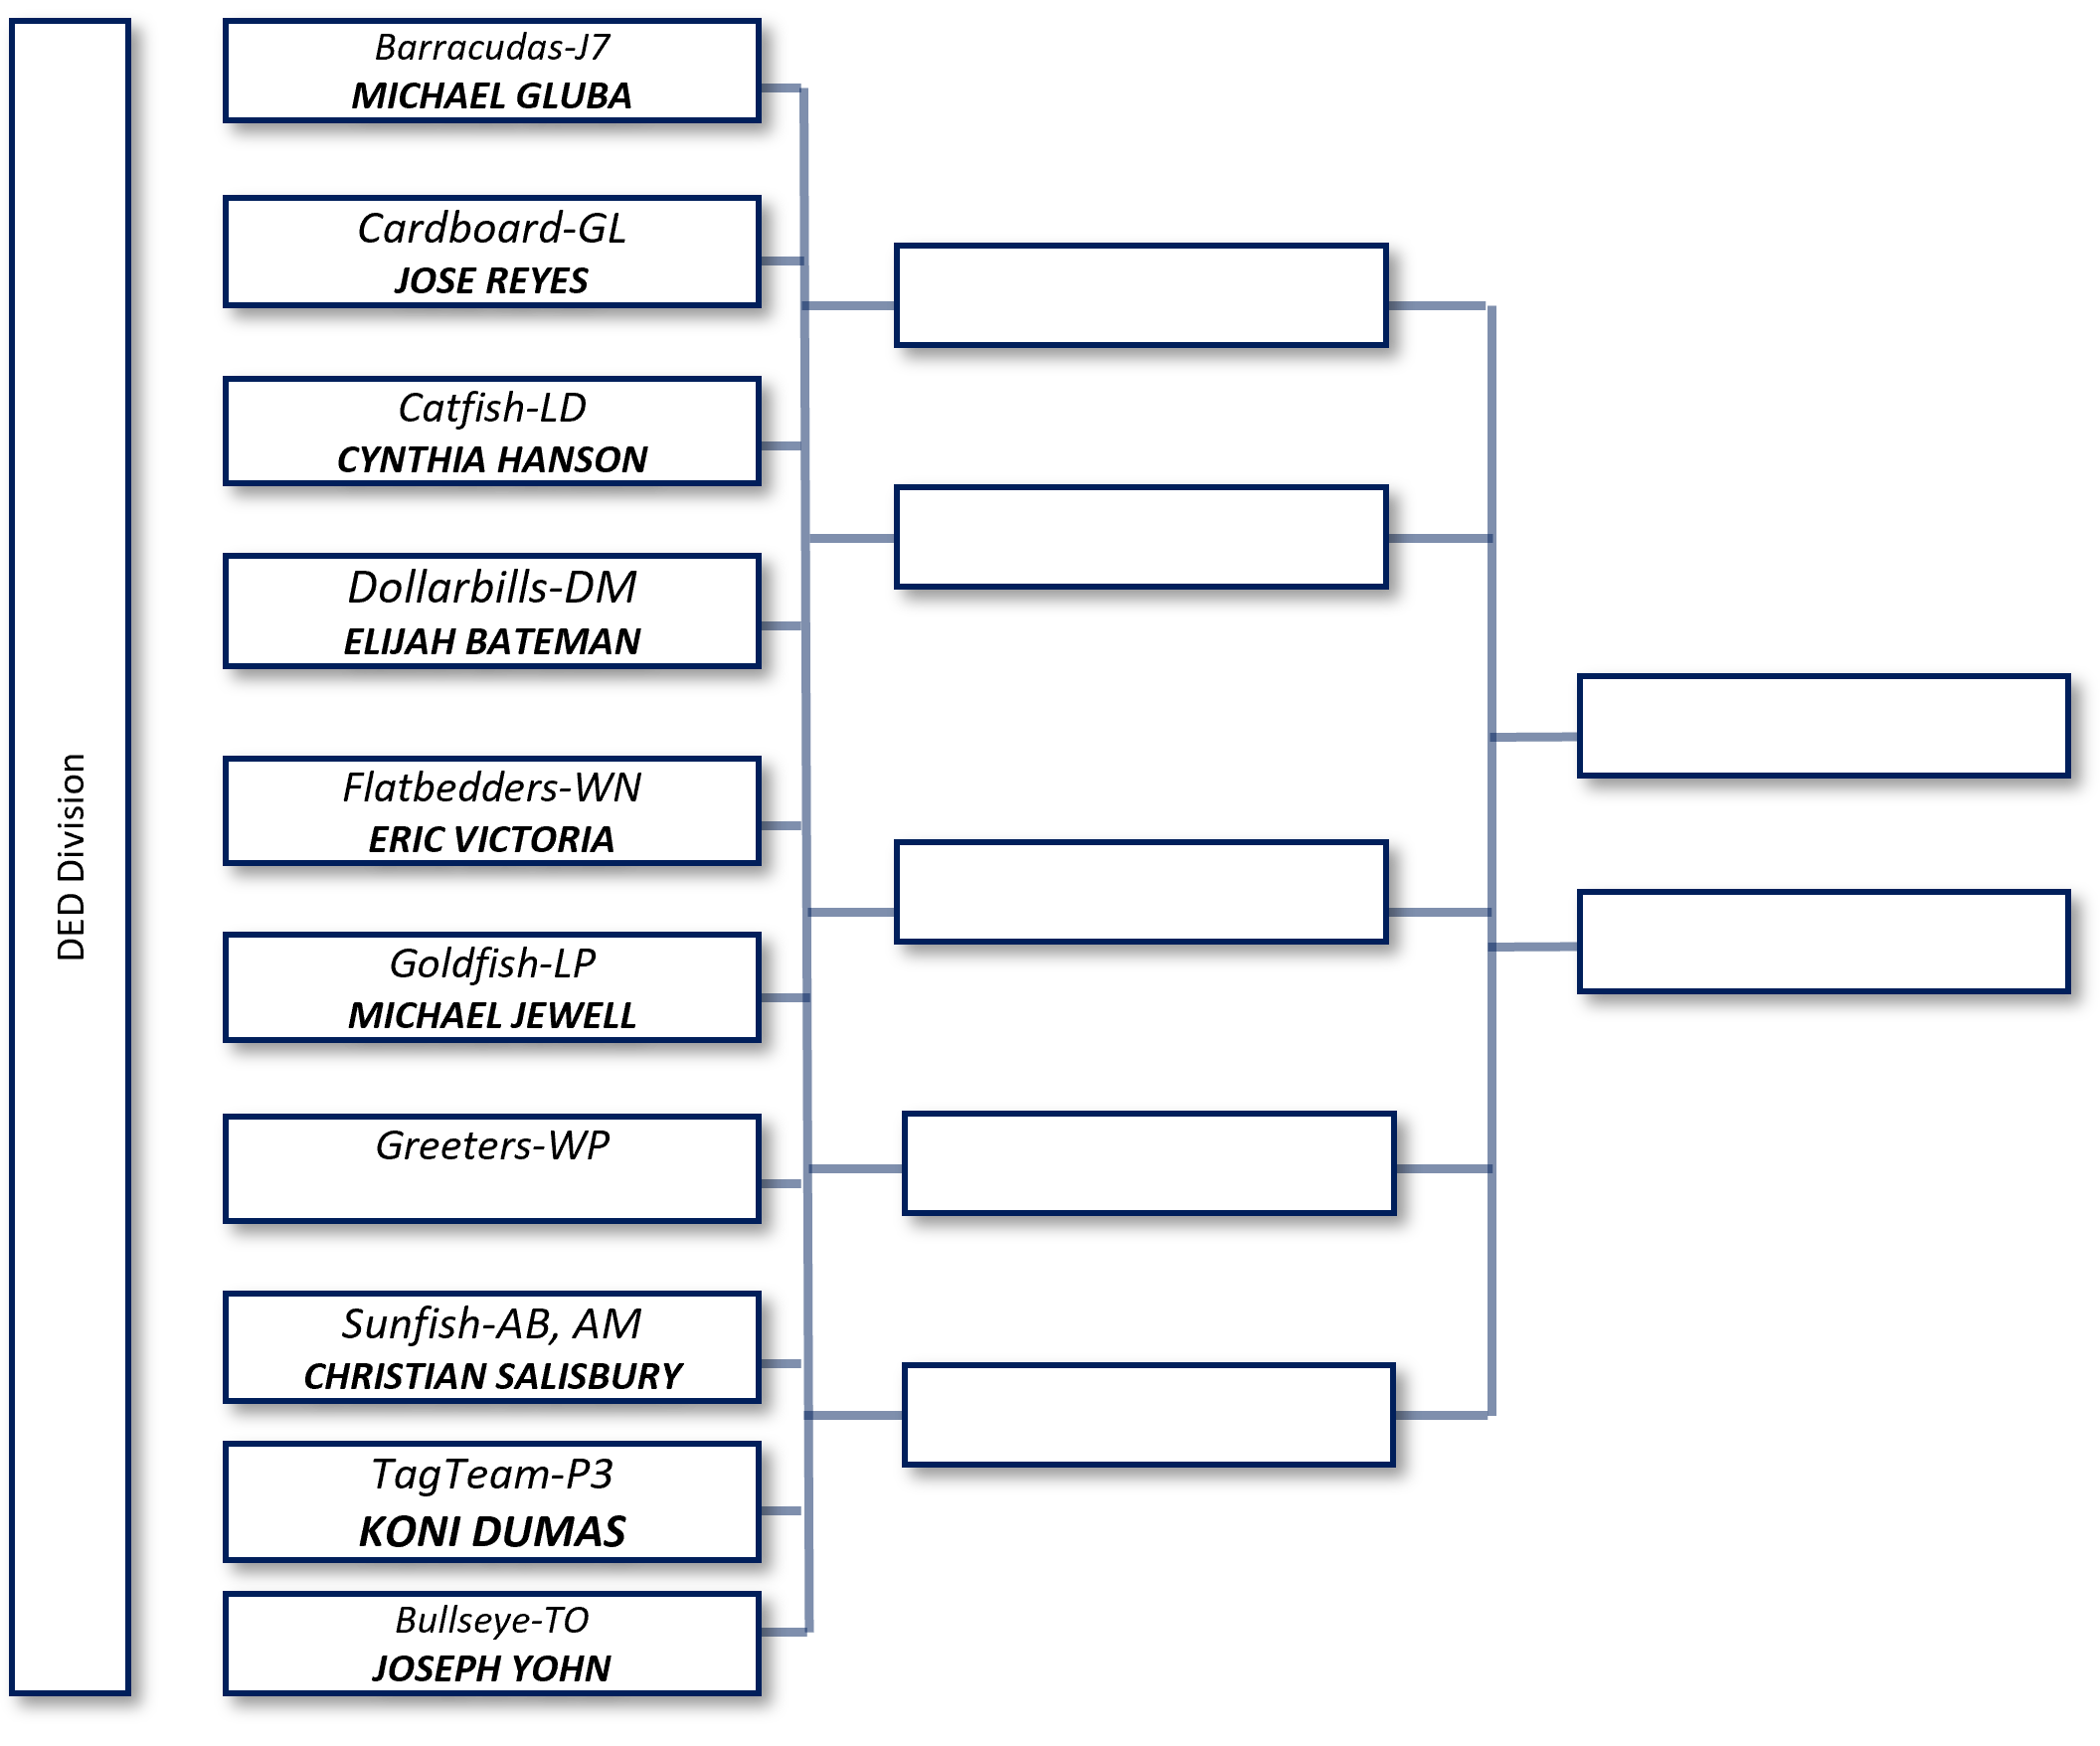 DED Division
Barracudas-J7
MICHAEL GLUBA
Cardboard-GL
JOSE REYES
Catfish-LD
CYNTHIA HANSON
Dollarbills-DM
ELIJAH BATEMAN
Flatbedders-WN
ERIC VICTORIA
Goldfish-LP
MICHAEL JEWELL
Greeters-WP
Sunfish-AB, AM
CHRISTIAN SALISBURY
TagTeam-P3
KONI DUMAS
Bullseye-TO
JOSEPH YOHN